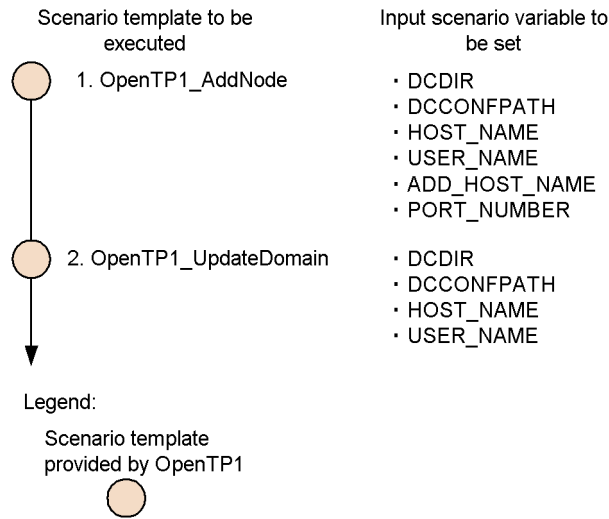 Scenario template to be
executed
Input scenario variable to
be set
1. OpenTP1_AddNode
・DCDIR
・DCCONFPATH
・HOST_NAME
・USER_NAME
・ADD_HOST_NAME
・PORT_NUMBER
2. OpenTP1_UpdateDomain
・DCDIR
・DCCONFPATH
・HOST_NAME
・USER_NAME
Legend:
Scenario template
provided by OpenTP1